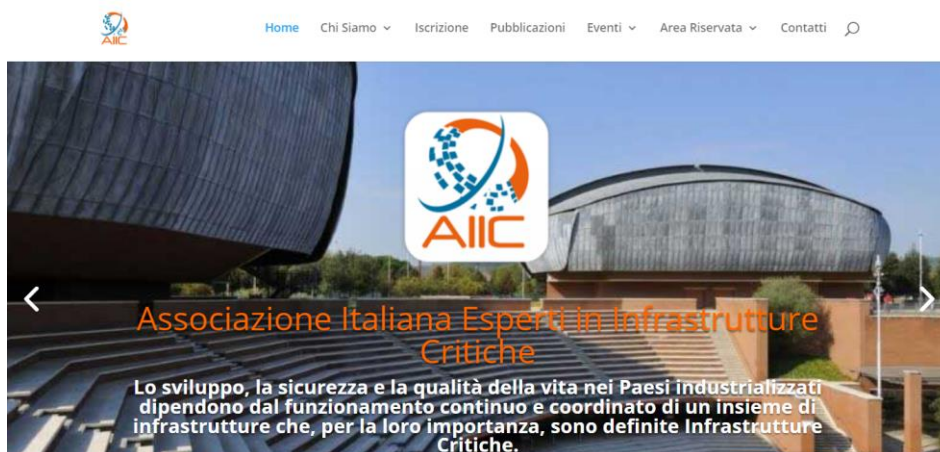 AIIC
Home Chi Siamo Iscrizione Pubblicazioni Eventi Area Riservata Contatti
AIIC
Associazione Italiana Esperti in Infrastrutture
Critiche
Lo sviluppo, la sicurezza e la qualità della vita nei Paesi industrializzati
dipendono dal funzionamento continuo e coordinato di un insieme di
infrastrutture che, per la loro importanza, sono definite Infrastrutture
Critiche.